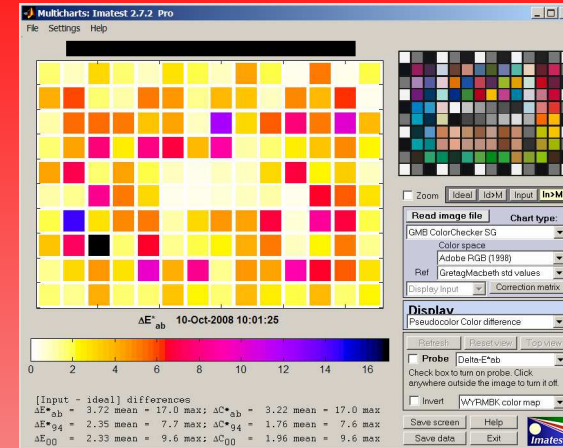 Multicharts: Imatest 2.7.2 Pro
File Settings Help
ΔE*ab 10-Oct-2008 10:01:25
0 2 4 6 8 10 12 14 16
[Input - ideal] differences
ΔE*ab = 3.72 mean = 17.0 max; ΔC*ab = 3.22 mean = 17.0 max
ΔE*94 = 2.35 mean = 7.7 max; ΔC*94 = 1.76 mean = 7.6 max
ΔE00 = 2.33 mean = 9.6 max; ΔC00 = 1.96 mean = 9.6 max
Zoom Ideal Id>M Input In>M
Read image file Chart type:
GMB ColorChecker SG
Color space
Adobe RGB (1998)
Ref GretagMacbeth std values
Display Input Correction matrix
Display
Pseudocolor Color difference
Refresh Reset view Top view
Probe Delta-E*ab
Check box to turn on probe. Click
anywhere outside the image to turn it off.
Invert WYRMBK color map
Save screen Help
Save data Exit
Imatest